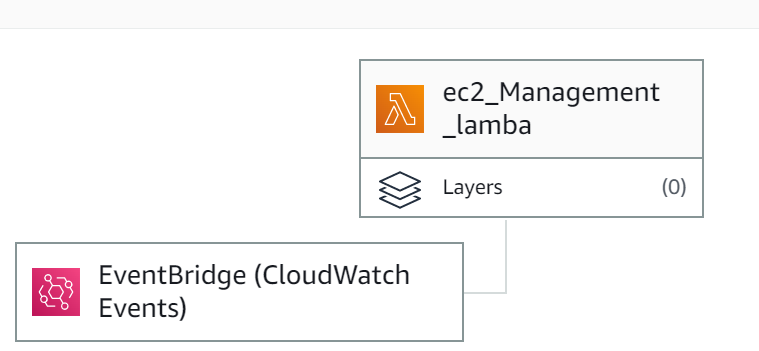 ec2_Management
_lamba
Layers (0)
EventBridge (CloudWatch
Events)